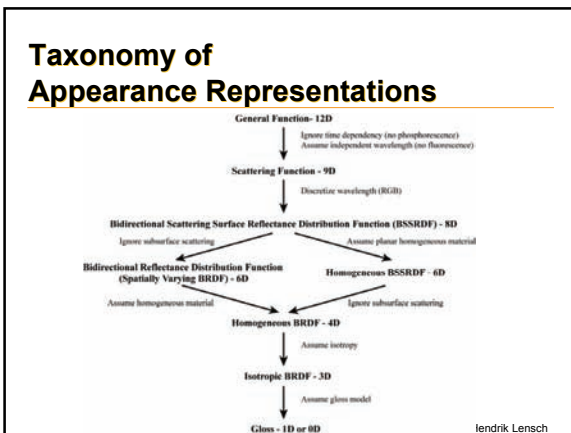 Taxonomy of
Appearance Representations
General Function- 12D
Ignore time dependency (no phosphorescence)
Assume independent wavelength (no fluorescence)
Scattering Function - 9D
Discretize wavelength (RGB)
Bidirectional Scattering Surface Reflectance Distribution Function (BSSRDF) - 8D
Ignore subsurface scattering
Assume planar homogeneous material
Bidirectional Reflectance Distribution Function
(Spatially Varying BRDF) - 6D
Homogeneous BSSRDF - 6D
Assume homogeneous material
Ignore subsurface scattering
Homogeneous BRDF - 4D
Assume isotropy
Isotropic BRDF - 3D
Assume gloss model
Gloss - 1D or 0D
lendrik Lensch